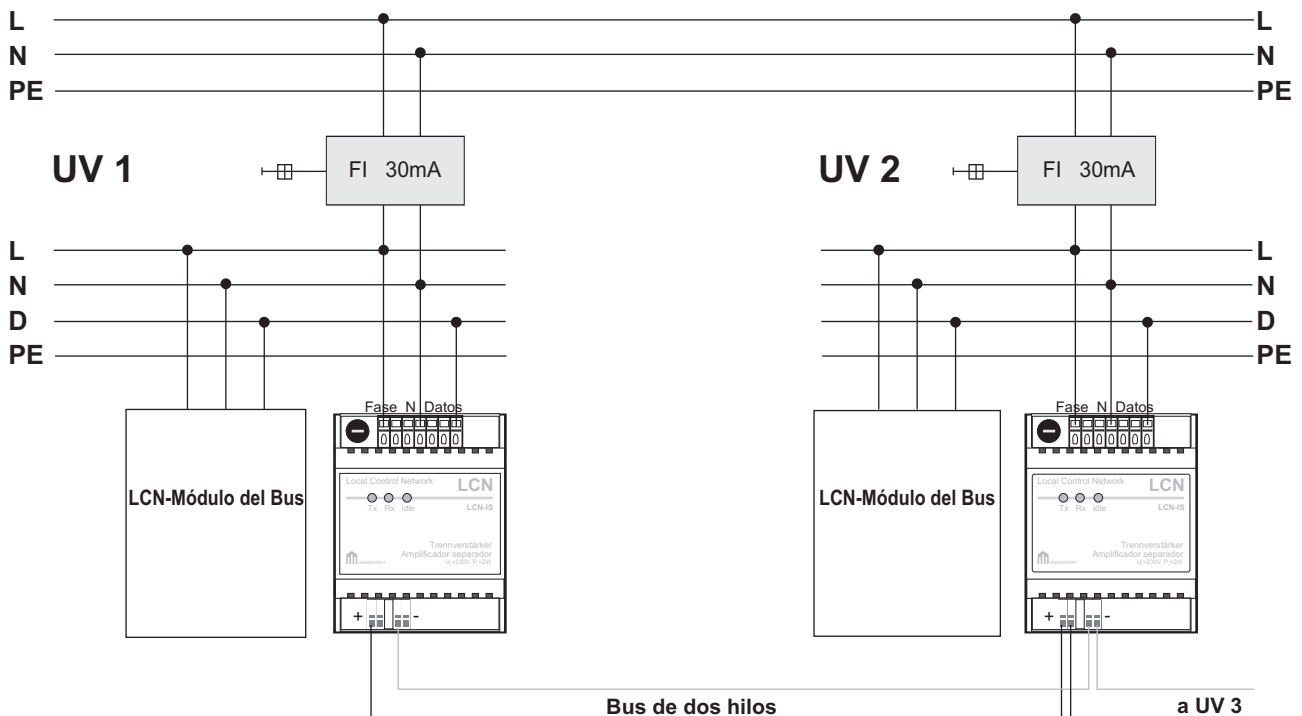 L L
N N
PE PE
UV 1 FI 30mA UV 2 FI 30mA
L L
N N
D D
PE PE
Fase N Datos Fase N Datos
LCN-Módulo del Bus
Local Control Network LCN
Tx Rx idle LCN-IS
Trennverstärker
Amplificador separador
+ -
LCN-Módulo del Bus
Local Control Network LCN
Tx Rx idle LCN-IS
Trennverstärker
Amplificador separador
+ -
Bus de dos hilos a UV 3